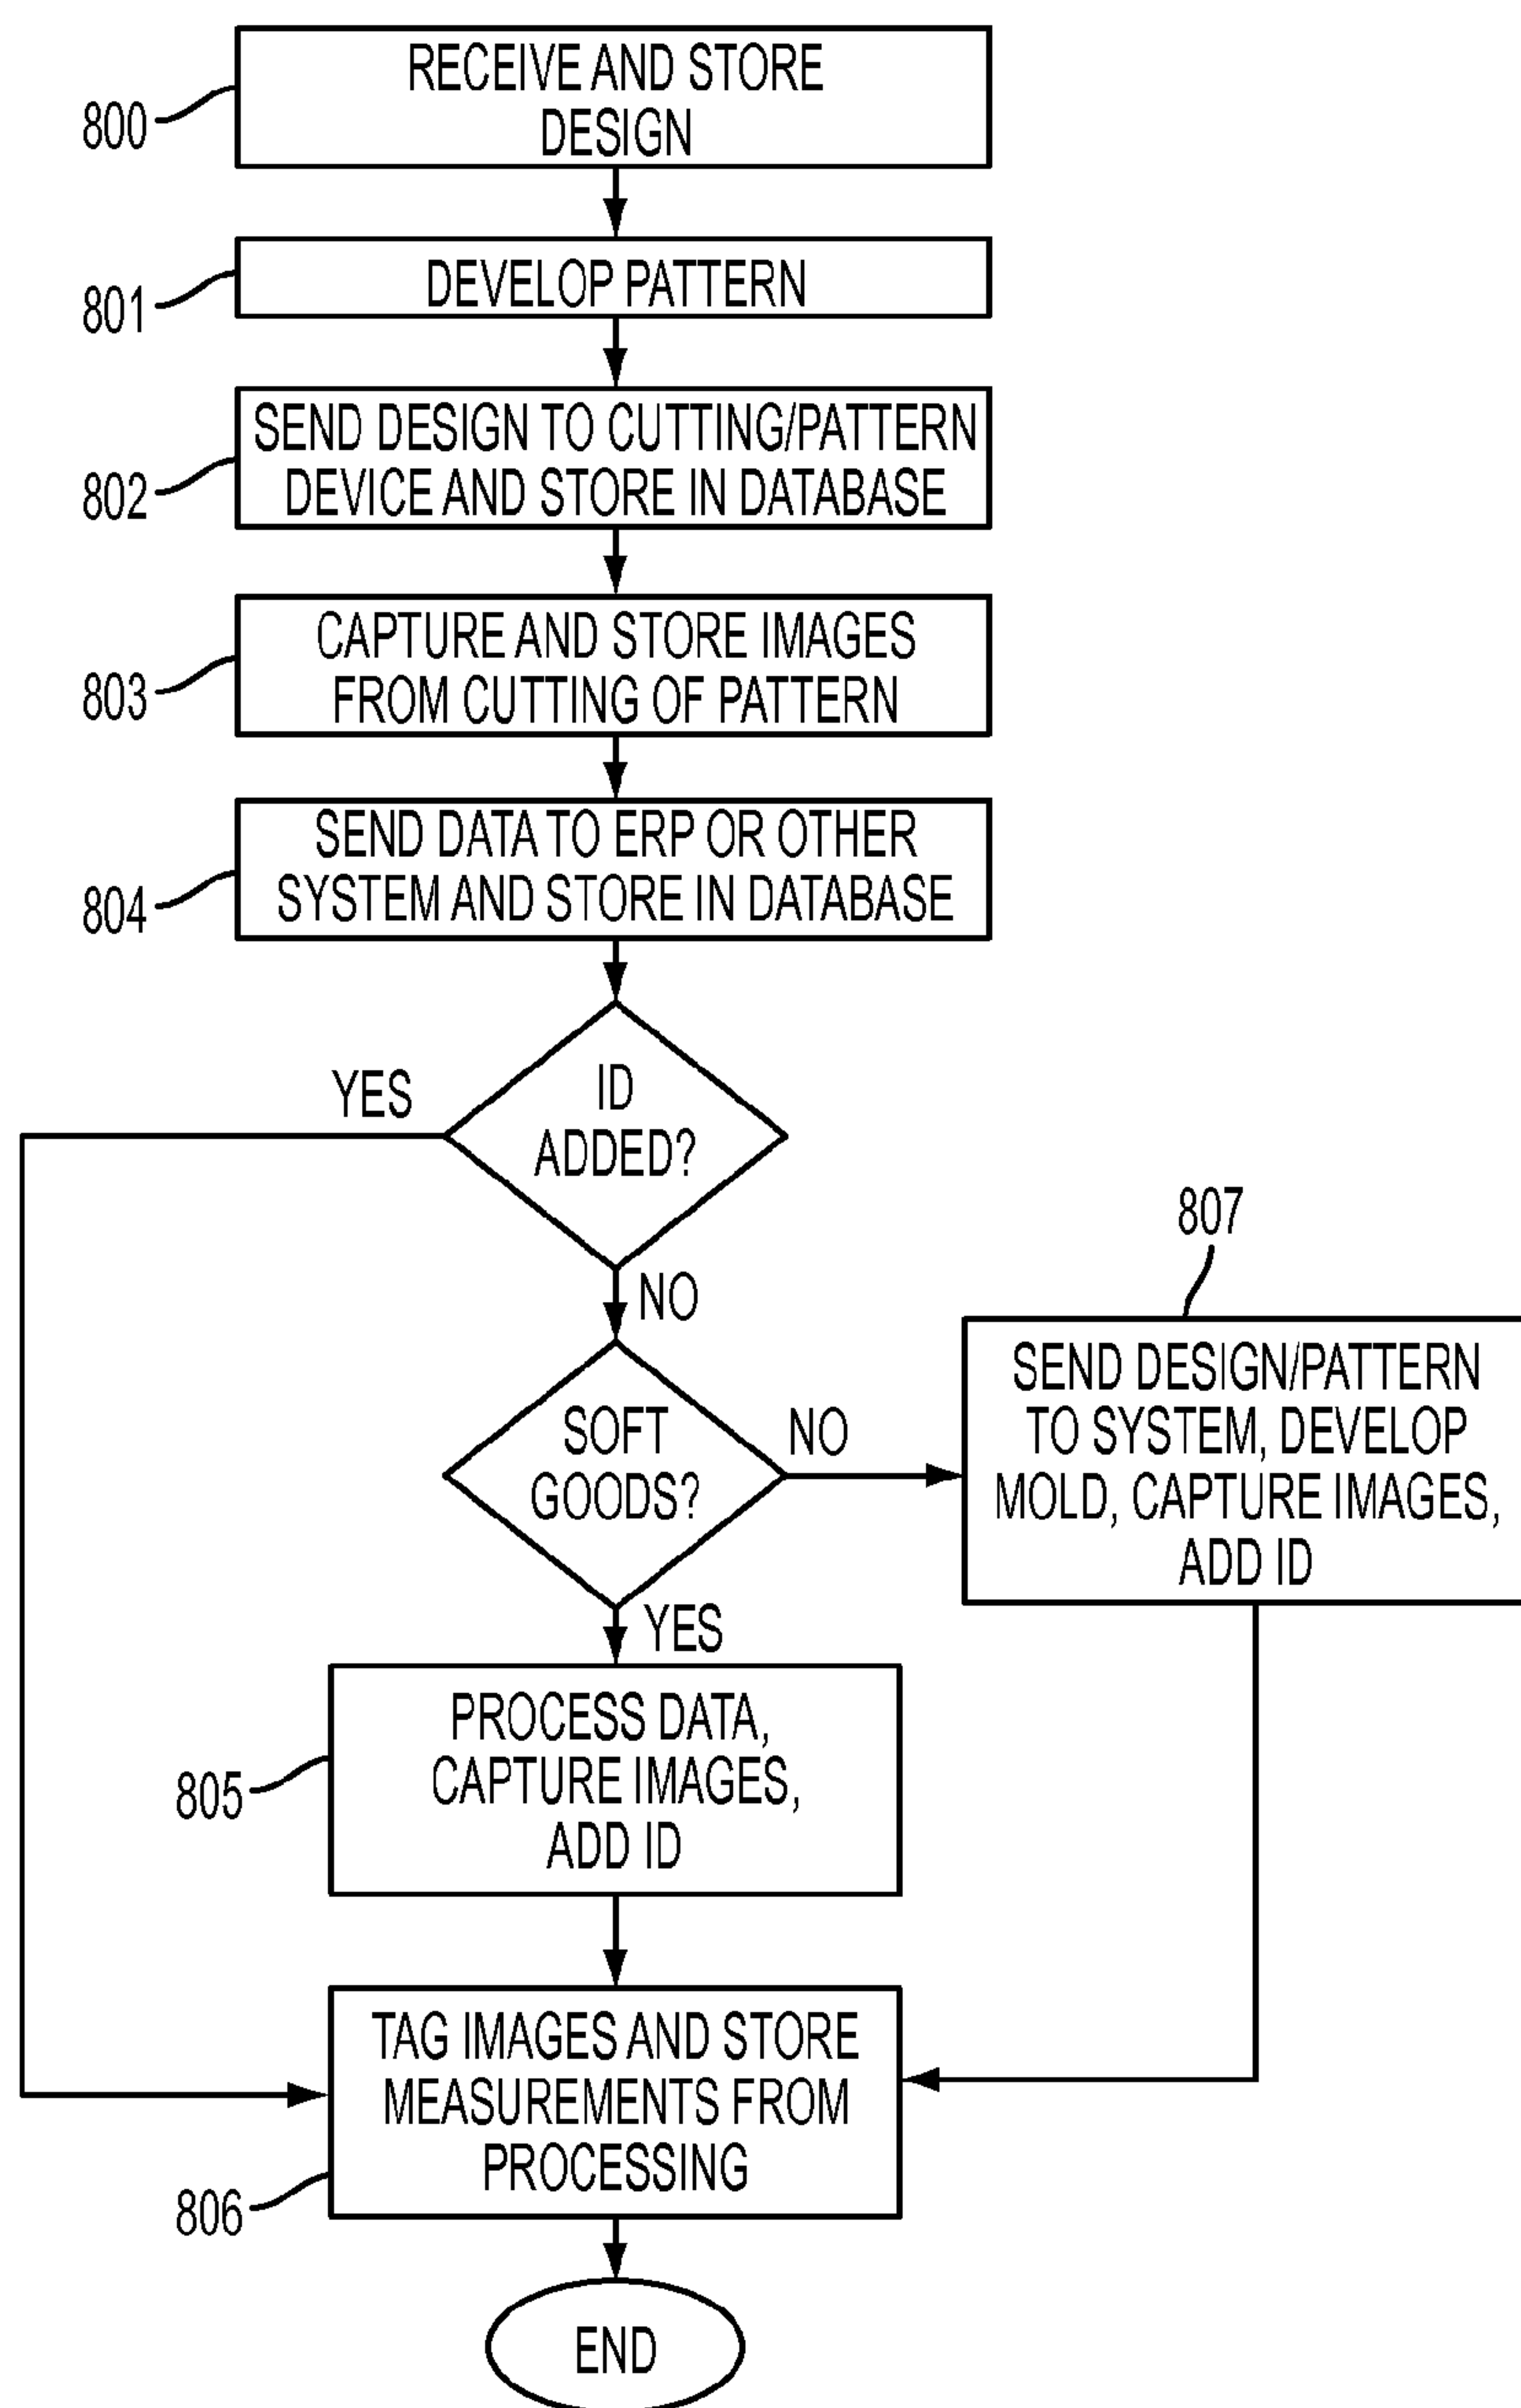 800
RECEIVE AND STORE
DESIGN
801
DEVELOP PATTERN
802
SEND DESIGN TO CUTTING/PATTERN
DEVICE AND STORE IN DATABASE
803
CAPTURE AND STORE IMAGES
FROM CUTTING OF PATTERN
804
SEND DATA TO ERP OR OTHER
SYSTEM AND STORE IN DATABASE
YES
ID
ADDED?
NO
807
SOFT
GOODS?
NO
SEND DESIGN/PATTERN
TO SYSTEM, DEVELOP
MOLD, CAPTURE IMAGES,
ADD ID
YES
805
PROCESS DATA,
CAPTURE IMAGES,
ADD ID
806
TAG IMAGES AND STORE
MEASUREMENTS FROM
PROCESSING
END